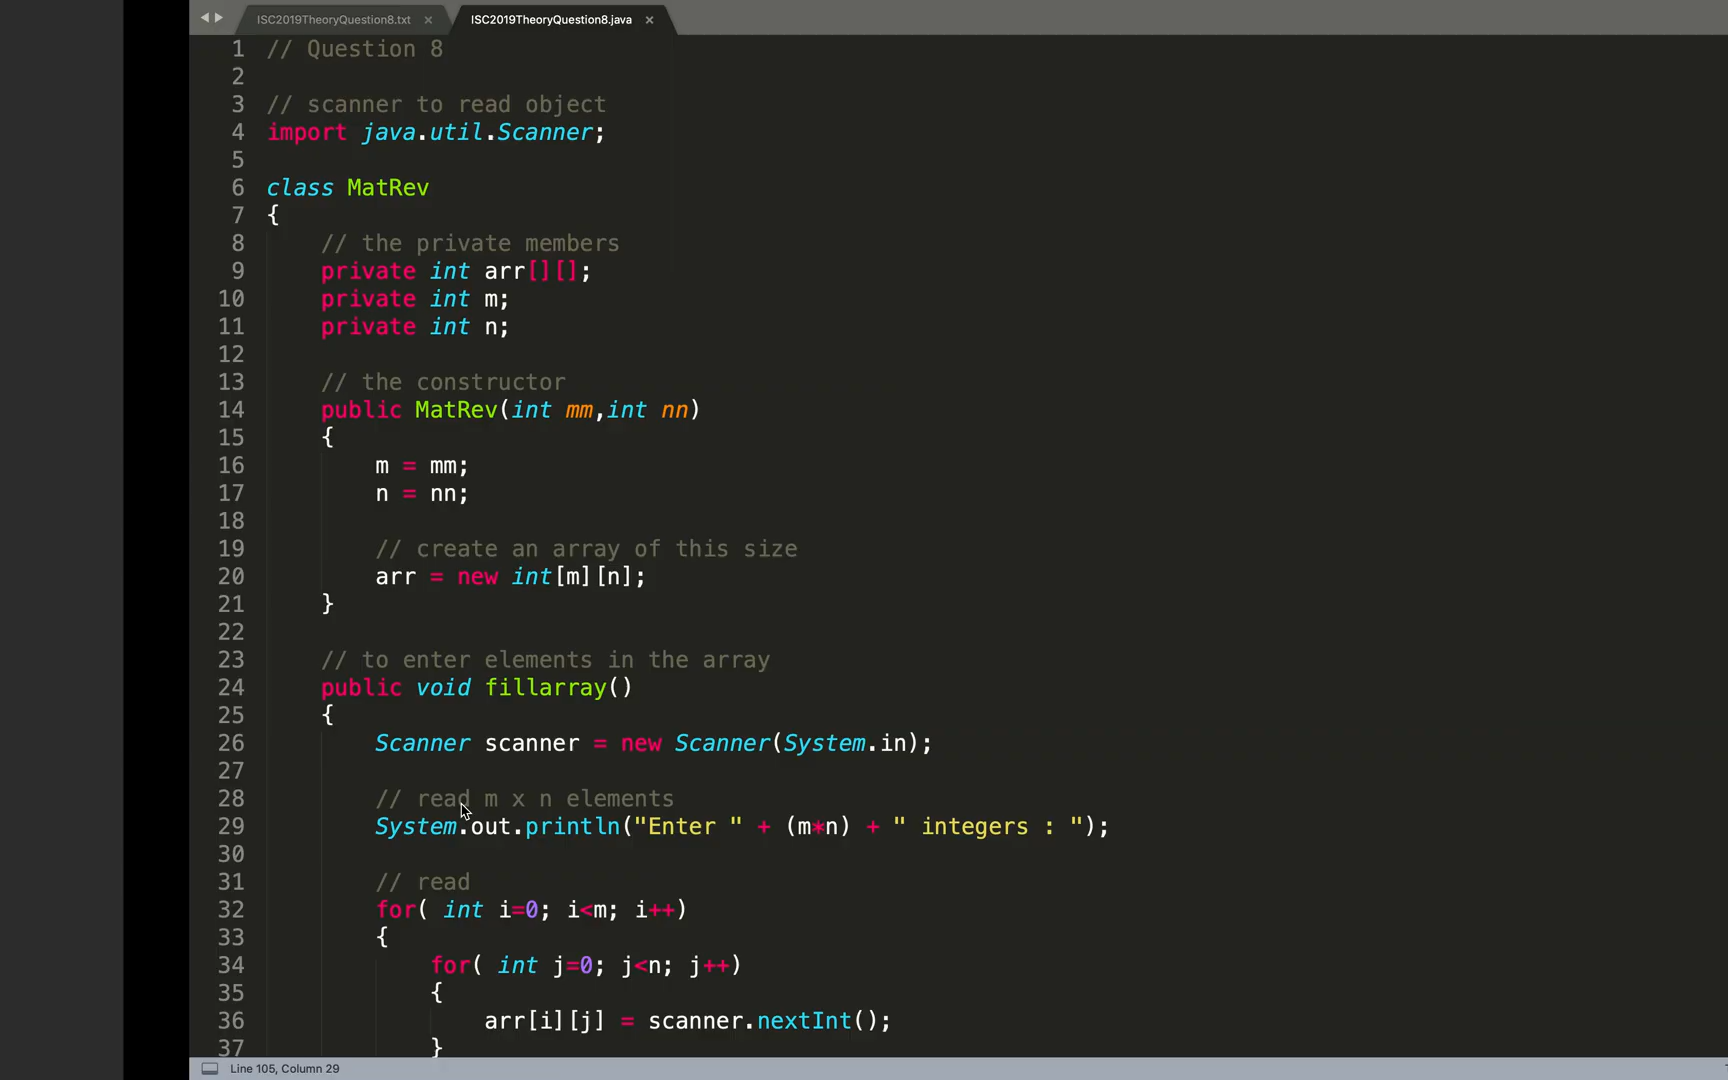 ISC2019TheoryQuestion8.txt × ISC2019TheoryQuestion8.java ×
1 // Question 8
2
3 // scanner to read object
4 import java.util.Scanner;
5
6 class MatRev
7 {
8 // the private members
9 private int arr[][];
10 private int m;
11 private int n;
12
13 // the constructor
14 public MatRev(int mm,int nn)
15 {
16 m = mm;
17 n = nn;
18
19 // create an array of this size
20 arr = new int[m][n];
21 }
22
23 // to enter elements in the array
24 public void fillarray()
25 {
26 Scanner scanner = new Scanner(System.in);
27
28 // read m x n elements
29 System.out.println("Enter " + (m*n) + " integers : ");
30
31 // read
32 for( int i=0; i<m; i++)
33 {
34 for( int j=0; j<n; j++)
35 {
36 arr[i][j] = scanner.nextInt();
37 }
Line 105, Column 29